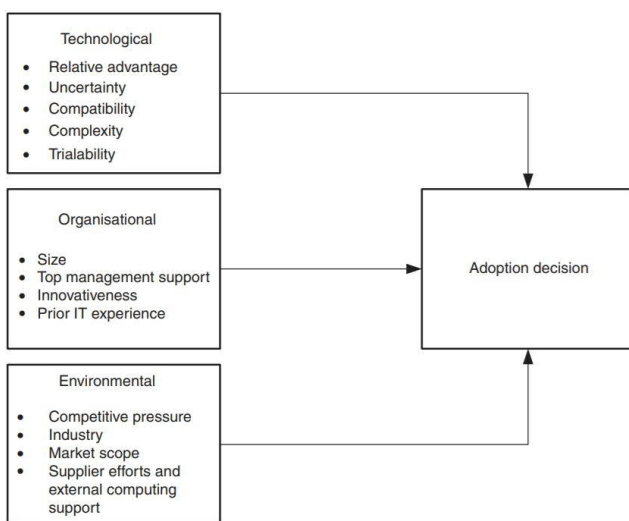 Technological
• Relative advantage
• Uncertainty
• Compatibility
• Complexity
• Trialability
Organisational
• Size
• Top management support
• Innovativeness
• Prior IT experience
Adoption decision
Environmental
• Competitive pressure
• Industry
• Market scope
• Supplier efforts and
external computing
support